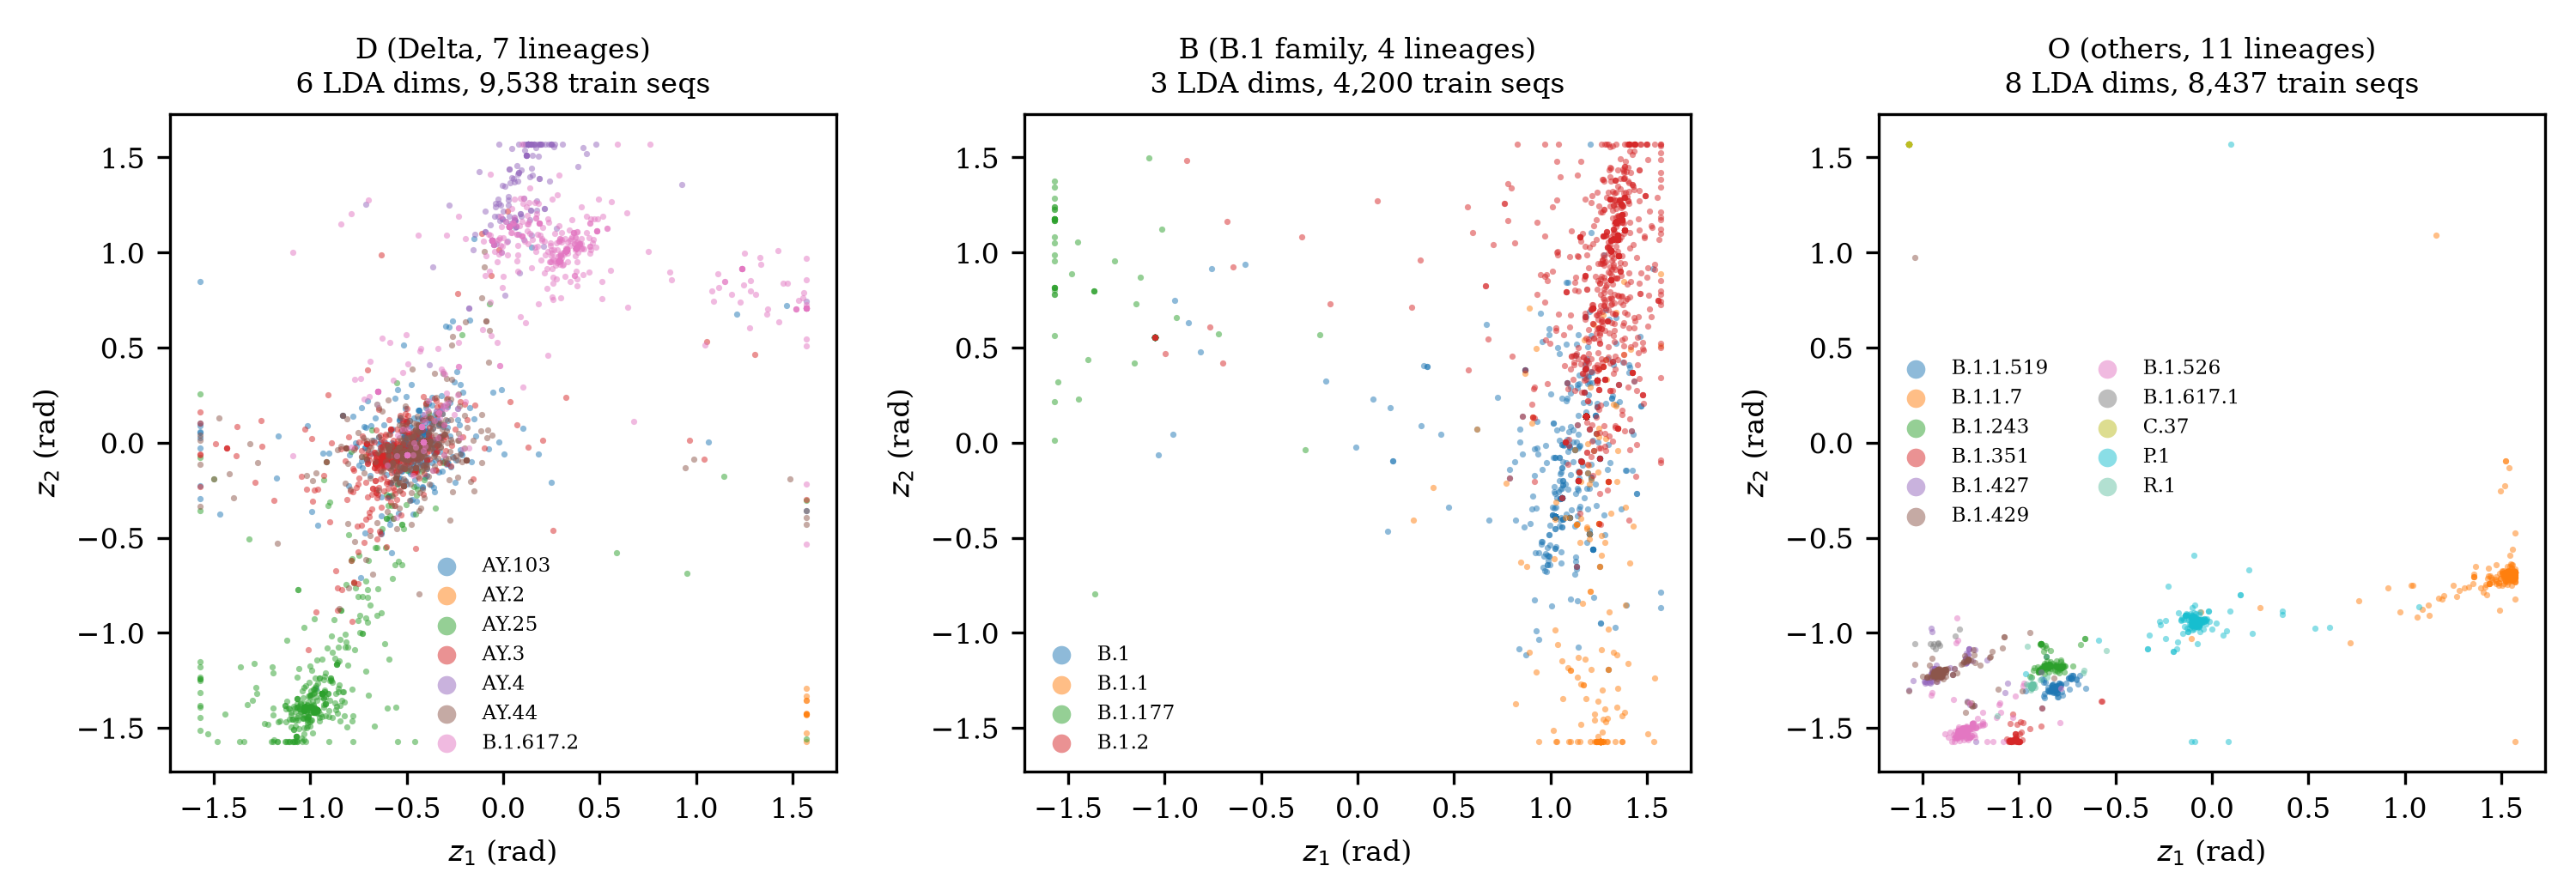 D (Delta, 7 lineages)
6 LDA dims, 9,538 train seqs
1.5
1.0
0.5
0.0
−0.5
−1.0
−1.5
z2 (rad)
AY.103
AY.2
AY.25
AY.3
AY.4
AY.44
B.1.617.2
−1.5 −1.0 −0.5 0.0 0.5 1.0 1.5
z1 (rad)
B (B.1 family, 4 lineages)
3 LDA dims, 4,200 train seqs
1.5
1.0
0.5
0.0
−0.5
−1.0
−1.5
z2 (rad)
B.1
B.1.1
B.1.177
B.1.2
−1.5 −1.0 −0.5 0.0 0.5 1.0 1.5
z1 (rad)
O (others, 11 lineages)
8 LDA dims, 8,437 train seqs
1.5
1.0
0.5
0.0
−0.5
−1.0
−1.5
z2 (rad)
B.1.1.519
B.1.1.7
B.1.243
B.1.351
B.1.427
B.1.429
B.1.526
B.1.617.1
C.37
P.1
R.1
−1.5 −1.0 −0.5 0.0 0.5 1.0 1.5
z1 (rad)